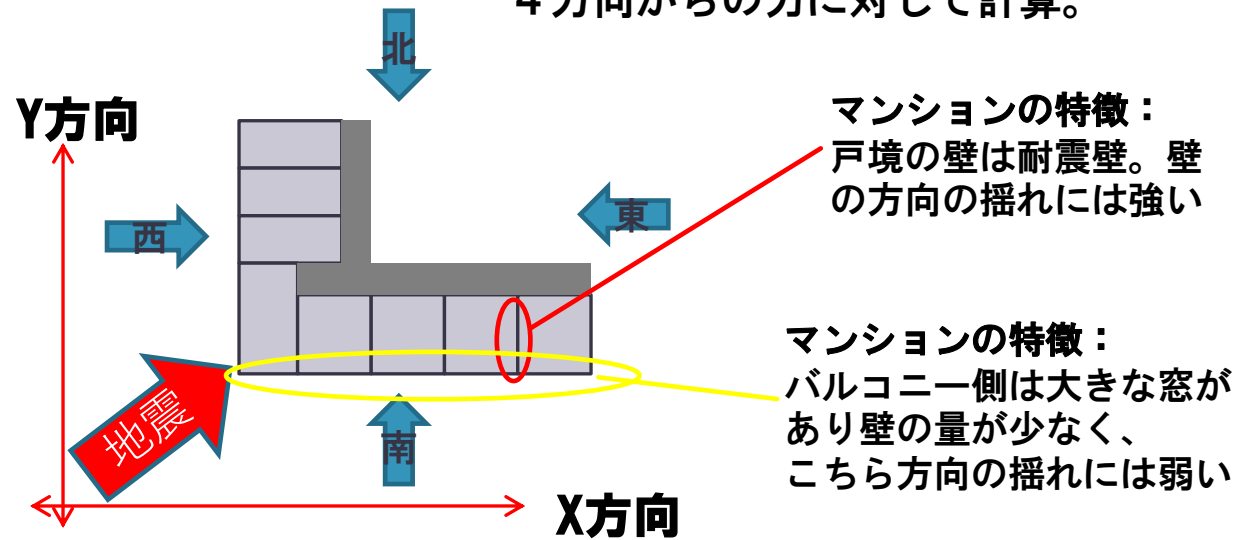 ４方向からの力に対して計算。
北
Y方向
マンションの特徴：
戸境の壁は耐震壁。壁
の方向の揺れには強い
西
東
マンションの特徴：
バルコニー側は大きな窓が
あり壁の量が少なく、
こちら方向の揺れには弱い
地震
南
X方向